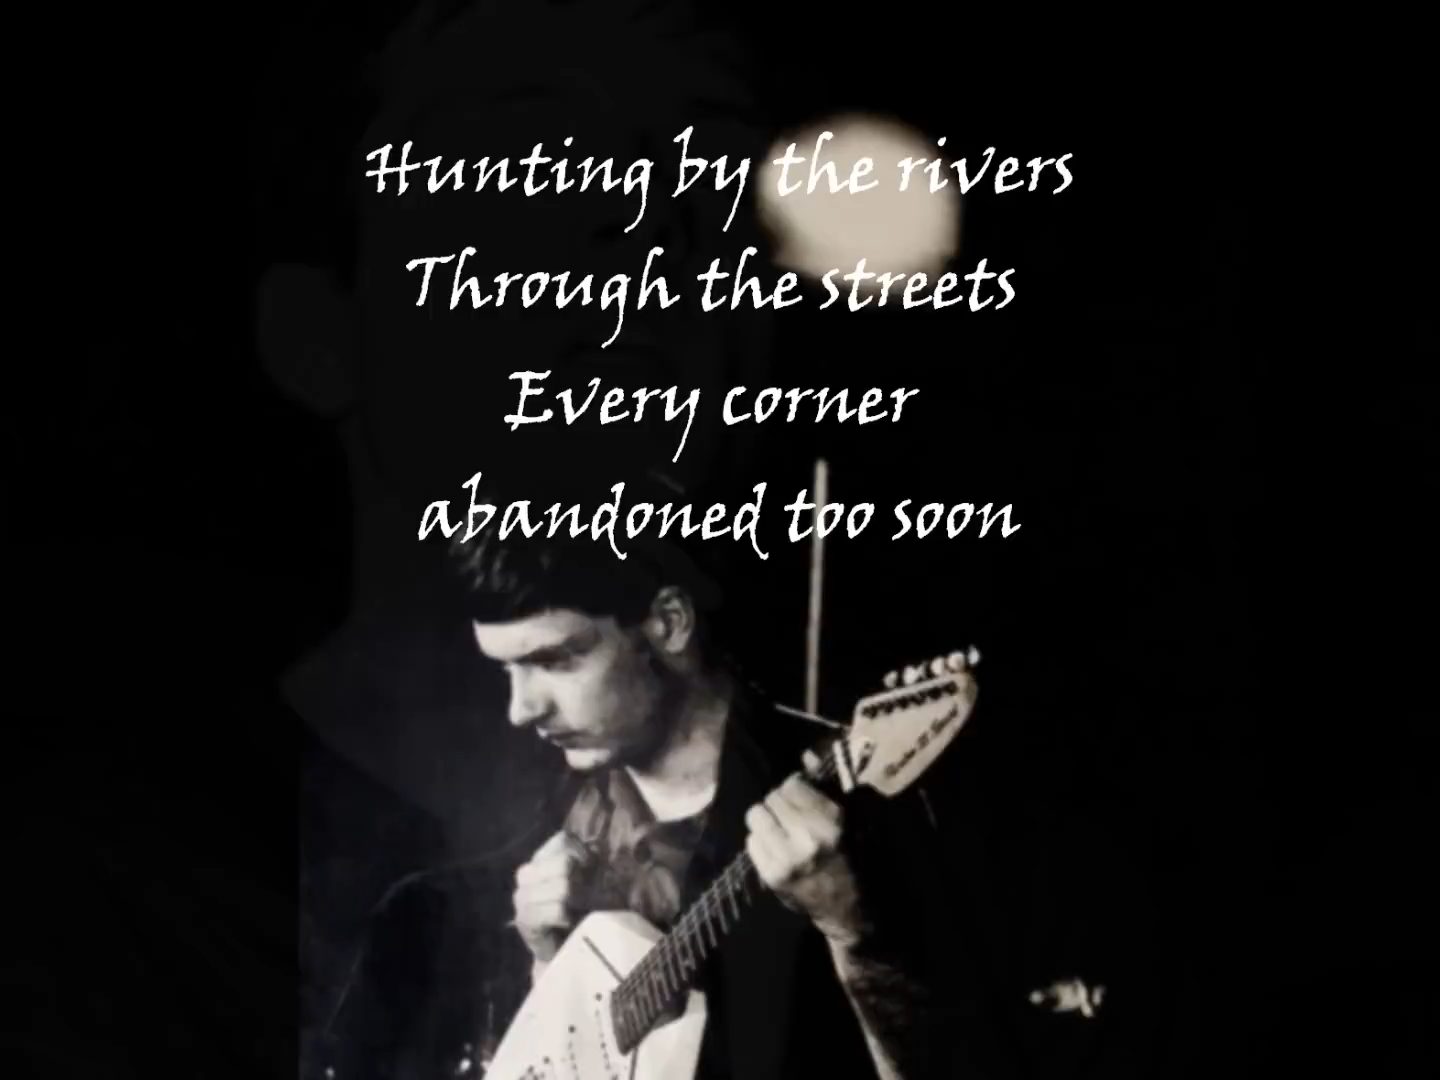 Hunting by the rivers
Through the streets
Every corner
abandoned too soon